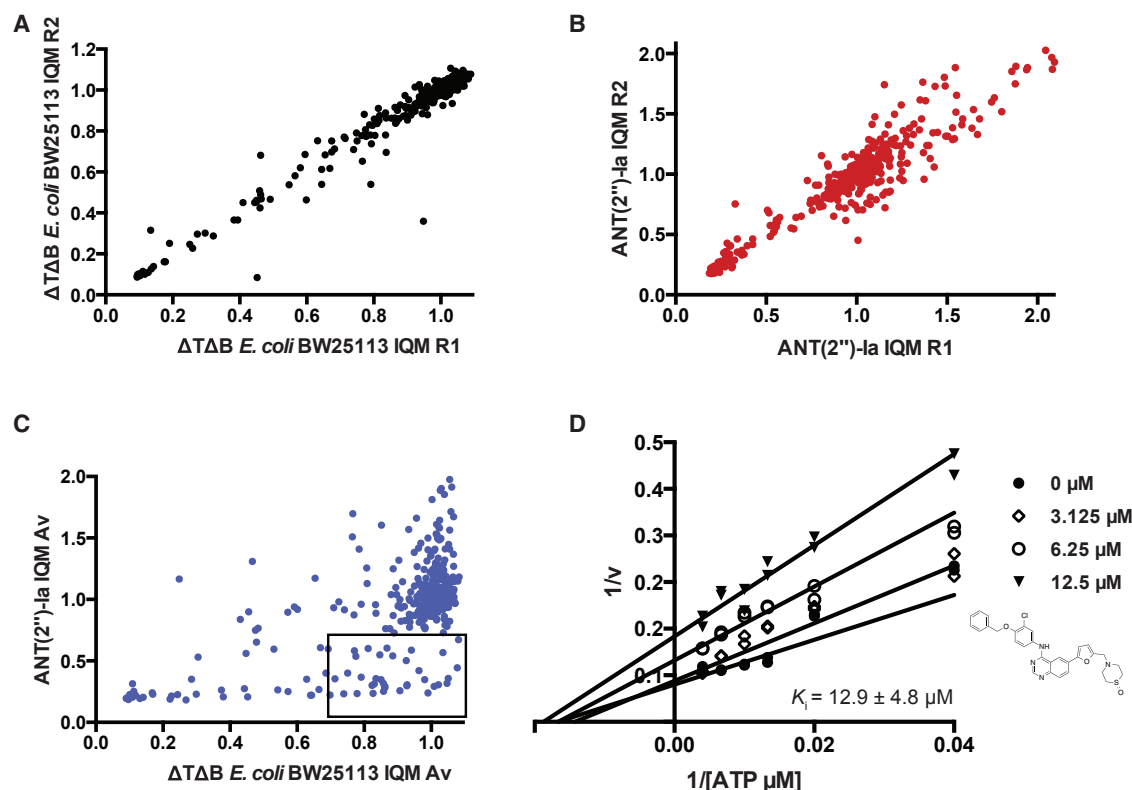 A
ΔTΔB E. coli BW25113 IQM R2
1.2
1.0
0.8
0.6
0.4
0.2
0.0
0.0 0.2 0.4 0.6 0.8 1.0
ΔTΔB E. coli BW25113 IQM R1
B
ANT(2")-Ia IQM R2
2.0
1.5
1.0
0.5
0.0
0.0 0.5 1.0 1.5 2.0
ANT(2")-Ia IQM R1
C
ANT(2")-Ia IQM Av
2.0
1.5
1.0
0.5
0.0
0.0 0.2 0.4 0.6 0.8 1.0
ΔTΔB E. coli BW25113 IQM Av
D
1/v
0.5
0.4
0.3
0.2
0.2
0.1
0.00 0.02 0.04
1/[ATP µM]
Ki = 12.9 ± 4.8 µM
0 µM
3.125 µM
6.25 µM
12.5 µM
Cl
O
HN
N
N
O
N
S
O